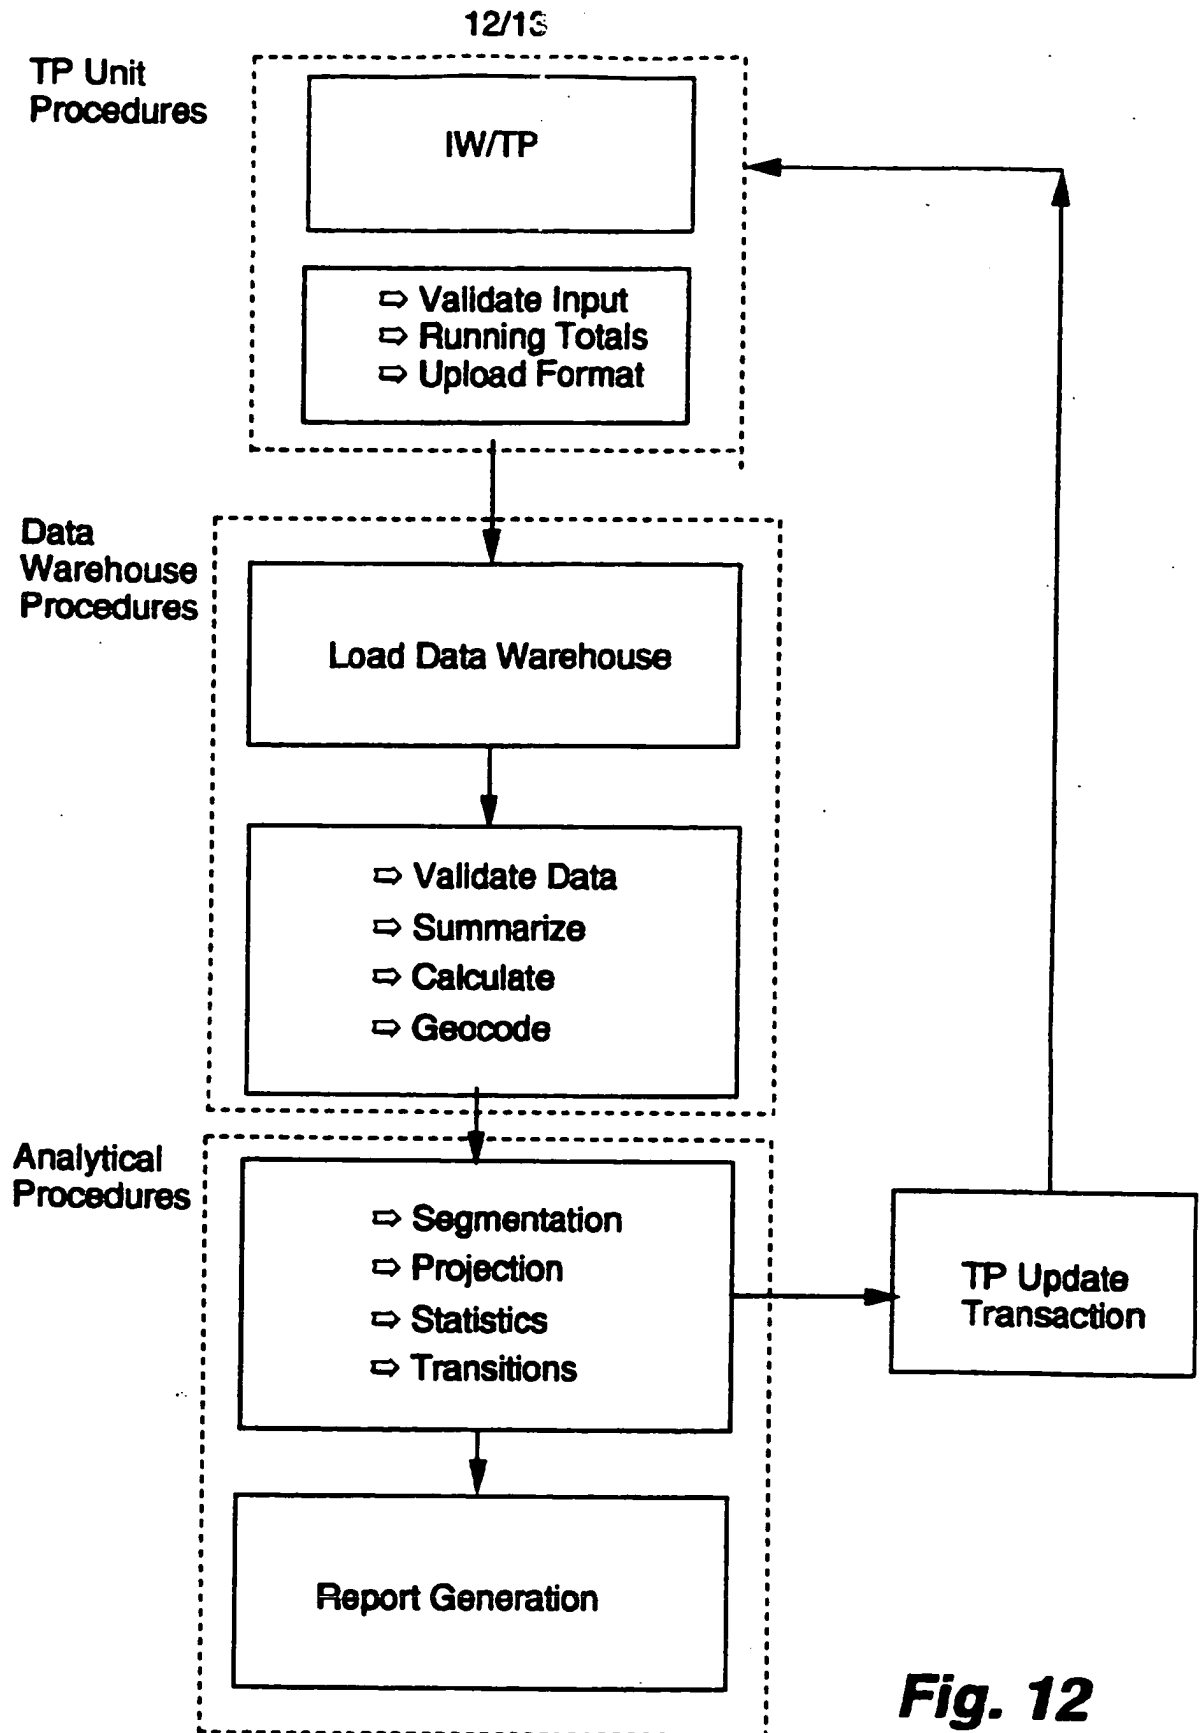 12/13
TP Unit
Procedures
IW/TP
⇨ Validate Input
⇨ Running Totals
⇨ Upload Format
Data
Warehouse
Procedures
Load Data Warehouse
⇨ Validate Data
⇨ Summarize
⇨ Calculate
⇨ Geocode
Analytical
Procedures
⇨ Segmentation
⇨ Projection
⇨ Statistics
⇨ Transitions
TP Update
Transaction
Report Generation
Fig. 12